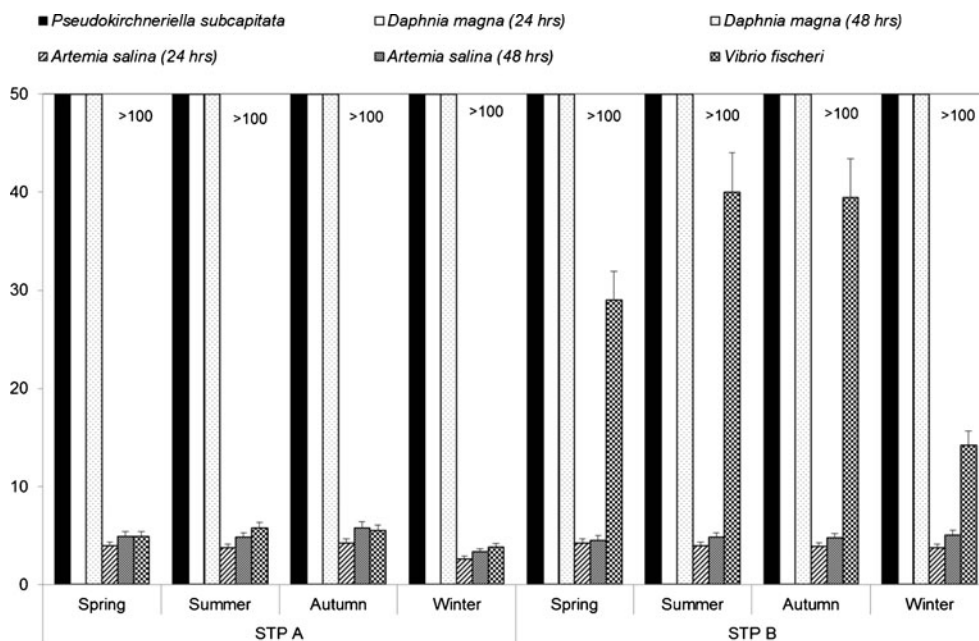 Pseudokirchneriella subcapitata Daphnia magna (24 hrs) Daphnia magna (48 hrs)
Artemia salina (24 hrs) Artemia salina (48 hrs) Vibrio fischeri
50
>100 >100 >100 >100 >100 >100 >100 >100
40
30
20
10
0
Spring Summer Autumn Winter Spring Summer Autumn Winter
STP A STP B